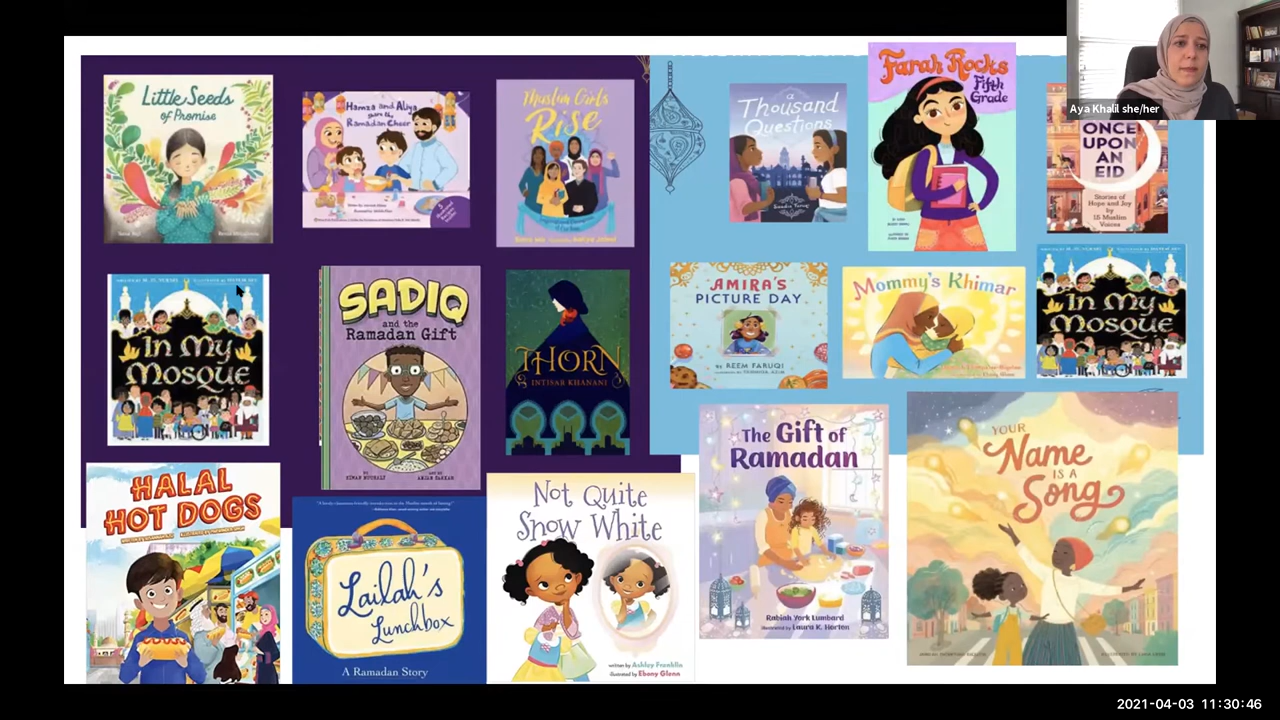 Little Seeds
of Promise
Hamza and Aliya
share the
Ramadan Cheer
Muslim Girls
Rise
a
Thousand
Questions
Farah Rocks
Fifth
Grade
Aya Khalil she/her
ONCE
UPON
AN
EID
Stories of
Hope and Joy
by
15 Muslim
Voices
In My
Mosque
SADIQ
and the
Ramadan Gift
THORN
INTISAR KHANANI
AMIRA'S
PICTURE DAY
BY REEM FARUQI
Mommy's Khimar
In My
Mosque
HALAL
HOT DOGS
Lailah's
Lunchbox
A Ramadan Story
Not Quite
Snow White
written by Ashley Franklin
illustrated by Ebony Glenn
The Gift of
Ramadan
Rabiah York Lumbard
illustrated by Laura K. Horton
YOUR
Name
IS A
Song
2021-04-03 11:30:46